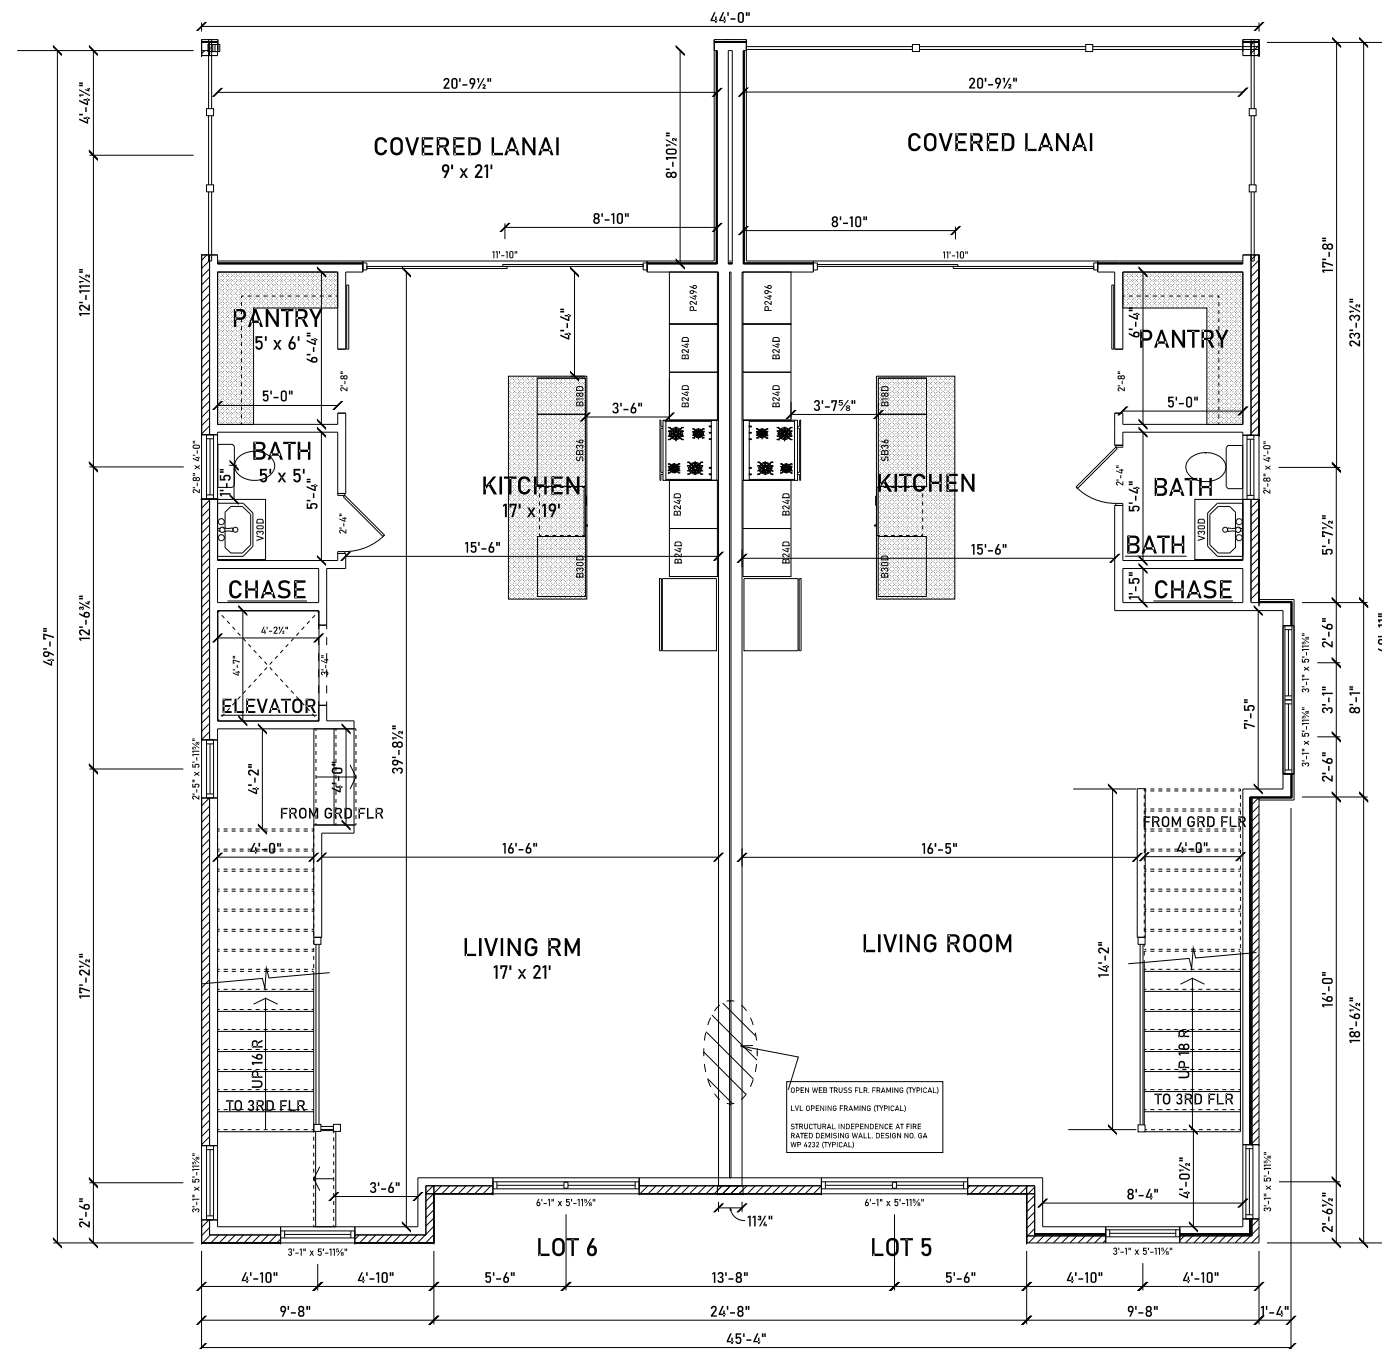 44'-0"
20'-9½"
20'-9½"
4'-4¼"
COVERED LANAI
9' x 21'
8'-10½"
COVERED LANAI
8'-10"
8'-10"
11'-10"
11'-10"
17'-8"
12'-11½"
23'-3½"
PANTRY
5' x 6'
6'-4"
4'-4"
P2496
P2496
6'-4"
PANTRY
B24D
B24D
2'-8"
2'-8"
5'-0"
B18D
3'-6"
B24D
B24D
3'-7⅝"
B18D
5'-0"
BATH
5' x 5'
2'-8" x 4'-0"
1'-5"
5'-4"
SB36
SB36
2'-4"
5'-4"
2'-8" x 4'-0"
KITCHEN
17' x 19'
KITCHEN
BATH
V30D
2'-4"
B24D
B24D
V30D
5'-7½"
15'-6"
B30D
B24D
B24D
B30D
15'-6"
BATH
CHASE
1'-5"
CHASE
12'-6¾"
49'-7"
4'-2½"
4'-7"
3'-4"
ELEVATOR
2'-6"
3'-1" x 5'-11⅝"
3'-1"
8'-1"
7'-5"
3'-1" x 5'-11⅝"
2'-6"
39'-8½"
2'-5" x 5'-11⅝"
4'-2"
4'-0"
FROM GRD FLR
FROM GRD FLR
4'-0"
16'-6"
16'-5"
4'-0"
LIVING RM
17' x 21'
LIVING ROOM
17'-2½"
14'-2"
16'-0"
18'-6½"
UP 16 R
TO 3RD FLR
UP 18 R
TO 3RD FLR
OPEN WEB TRUSS FLR. FRAMING (TYPICAL)
LVL OPENING FRAMING (TYPICAL)
STRUCTURAL INDEPENDENCE AT FIRE
RATED DEMISING WALL. DESIGN NO. GA
WP 4232 (TYPICAL)
3'-1" x 5'-11⅝"
3'-6"
2'-6"
6'-1" x 5'-11⅝"
6'-1" x 5'-11⅝"
8'-4"
4'-0½"
3'-1" x 5'-11⅝"
2'-6½"
11¾"
3'-1" x 5'-11⅝"
LOT 6
LOT 5
3'-1" x 5'-11⅝"
4'-10"
4'-10"
5'-6"
13'-8"
5'-6"
4'-10"
4'-10"
9'-8"
24'-8"
9'-8"
1'-4"
45'-4"